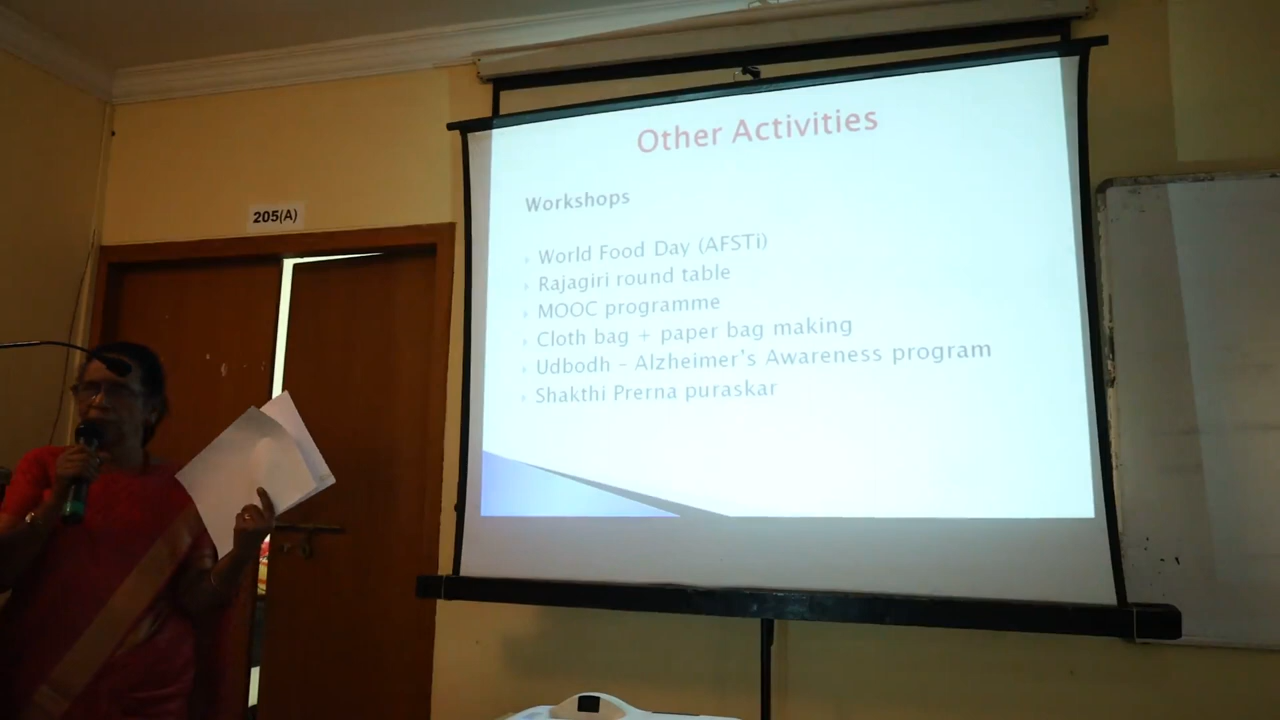 Other Activities
205(A)
Workshops
World Food Day (AFSTi)
Rajagiri round table
MOOC programme
Cloth bag + paper bag making
Udbodh – Alzheimer's Awareness program
Shakthi Prerna puraskar